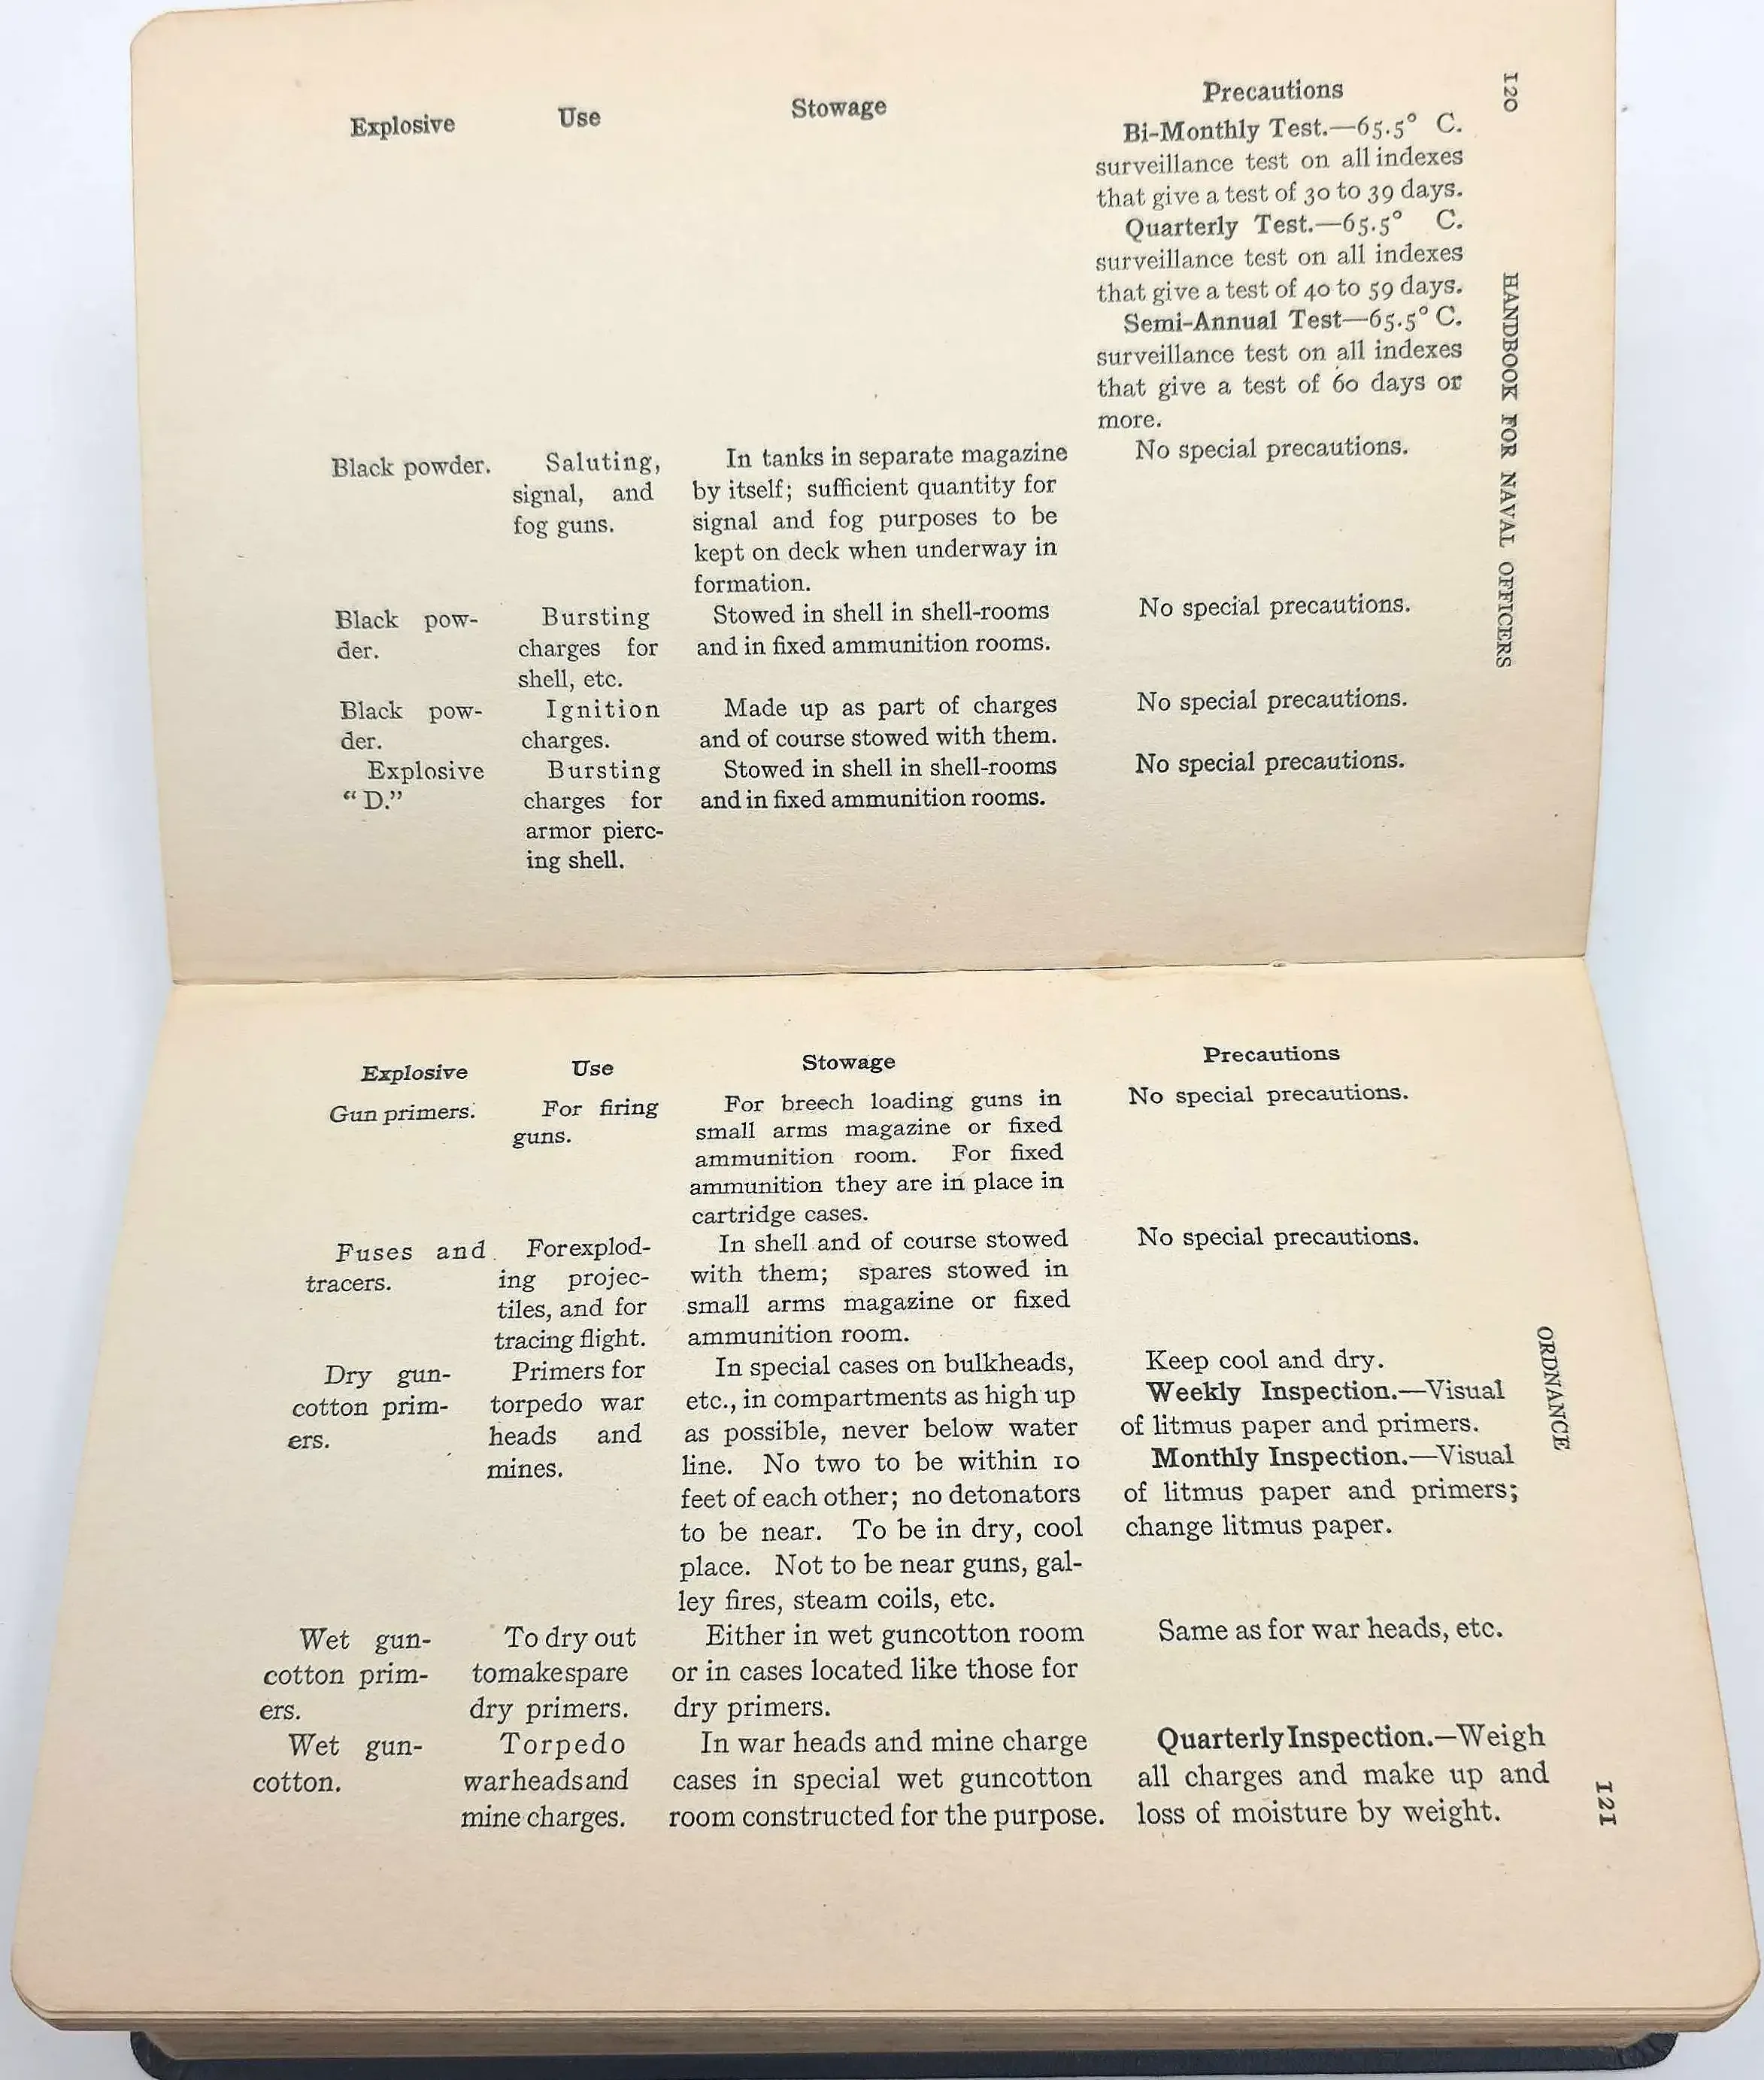 120
HANDBOOK FOR NAVAL OFFICERS
Explosive Use Stowage Precautions
Bi-Monthly Test.—65.5° C.
surveillance test on all indexes
that give a test of 30 to 39 days.
Quarterly Test.—65.5° C.
surveillance test on all indexes
that give a test of 40 to 59 days.
Semi-Annual Test—65.5° C.
surveillance test on all indexes
that give a test of 60 days or
more.
Black powder.
Saluting,
signal, and
fog guns.
In tanks in separate magazine
by itself; sufficient quantity for
signal and fog purposes to be
kept on deck when underway in
formation.
No special precautions.
Black pow-
der.
Bursting
charges for
shell, etc.
Stowed in shell in shell-rooms
and in fixed ammunition rooms.
No special precautions.
Black pow-
der.
Ignition
charges.
Made up as part of charges
and of course stowed with them.
No special precautions.
Explosive
“D.”
Bursting
charges for
armor pierc-
ing shell.
Stowed in shell in shell-rooms
and in fixed ammunition rooms.
No special precautions.
Explosive Use Stowage Precautions
Gun primers.
For firing
guns.
For breech loading guns in
small arms magazine or fixed
ammunition room. For fixed
ammunition they are in place in
cartridge cases.
No special precautions.
Fuses and
tracers.
For explod-
ing projec-
tiles, and for
tracing flight.
In shell and of course stowed
with them; spares stowed in
small arms magazine or fixed
ammunition room.
No special precautions.
Dry gun-
cotton prim-
ers.
Primers for
torpedo war
heads and
mines.
In special cases on bulkheads,
etc., in compartments as high up
as possible, never below water
line. No two to be within 10
feet of each other; no detonators
to be near. To be in dry, cool
place. Not to be near guns, gal-
ley fires, steam coils, etc.
Keep cool and dry.
Weekly Inspection.—Visual
of litmus paper and primers.
Monthly Inspection.—Visual
of litmus paper and primers;
change litmus paper.
Wet gun-
cotton prim-
ers.
To dry out
to make spare
dry primers.
Either in wet guncotton room
or in cases located like those for
dry primers.
Same as for war heads, etc.
Wet gun-
cotton.
Torpedo
war heads and
mine charges.
In war heads and mine charge
cases in special wet guncotton
room constructed for the purpose.
Quarterly Inspection.—Weigh
all charges and make up and
loss of moisture by weight.
ORDNANCE
121